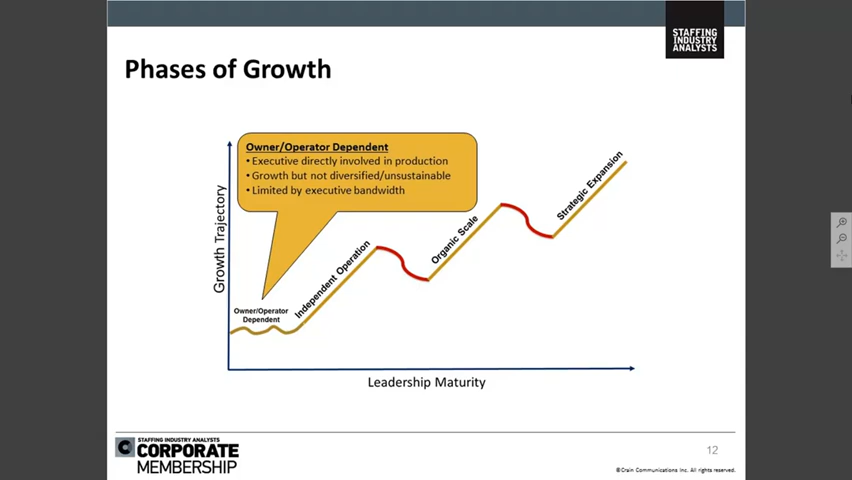 STAFFING
INDUSTRY
ANALYSTS
Phases of Growth
Owner/Operator Dependent
• Executive directly involved in production
• Growth but not diversified/unsustainable
• Limited by executive bandwidth
Growth Trajectory
Owner/Operator
Dependent
Independent Operation
Organic Scale
Strategic Expansion
Leadership Maturity
STAFFING INDUSTRY ANALYSTS
C CORPORATE
MEMBERSHIP
12
©Crain Communications Inc. All rights reserved.